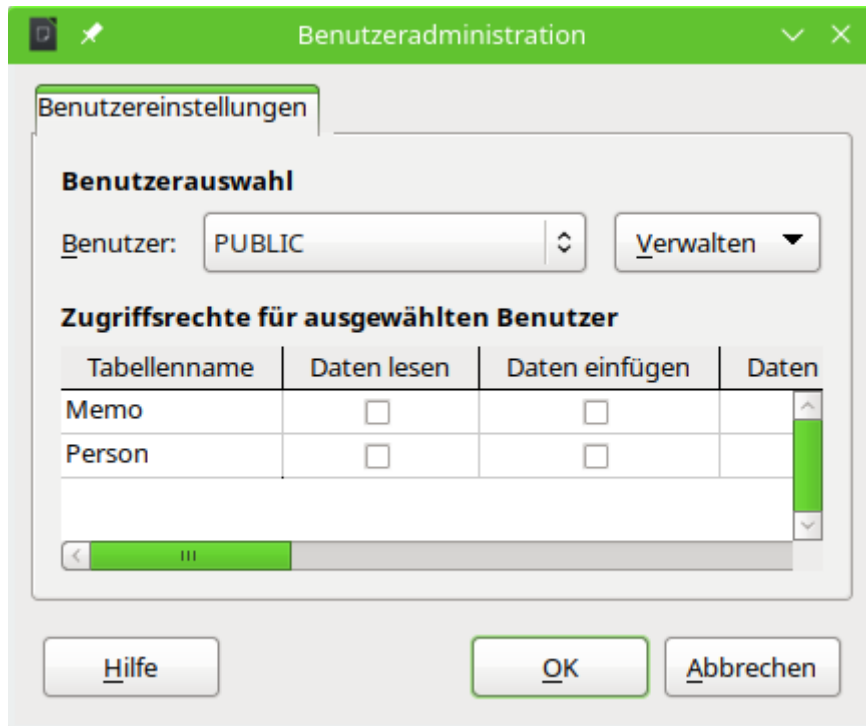 Benutzeradministration
Benutzereinstellungen
Benutzerauswahl
Benutzer: PUBLIC Verwalten
Zugriffsrechte für ausgewählten Benutzer
Tabellenname Daten lesen Daten einfügen Daten
Memo
Person
Hilfe OK Abbrechen